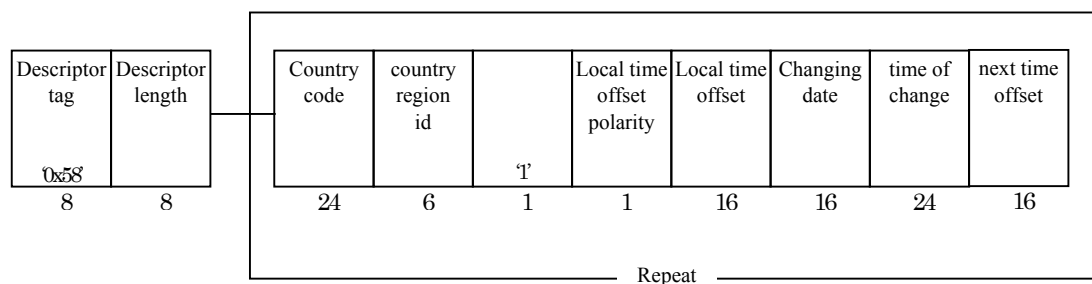 Descriptor
tag
'0x58'
8
Descriptor
length
8
Country
code
24
country
region
id
6
'1'
1
Local time
offset
polarity
1
Local time
offset
16
Changing
date
16
time of
change
24
next time
offset
16
Repeat